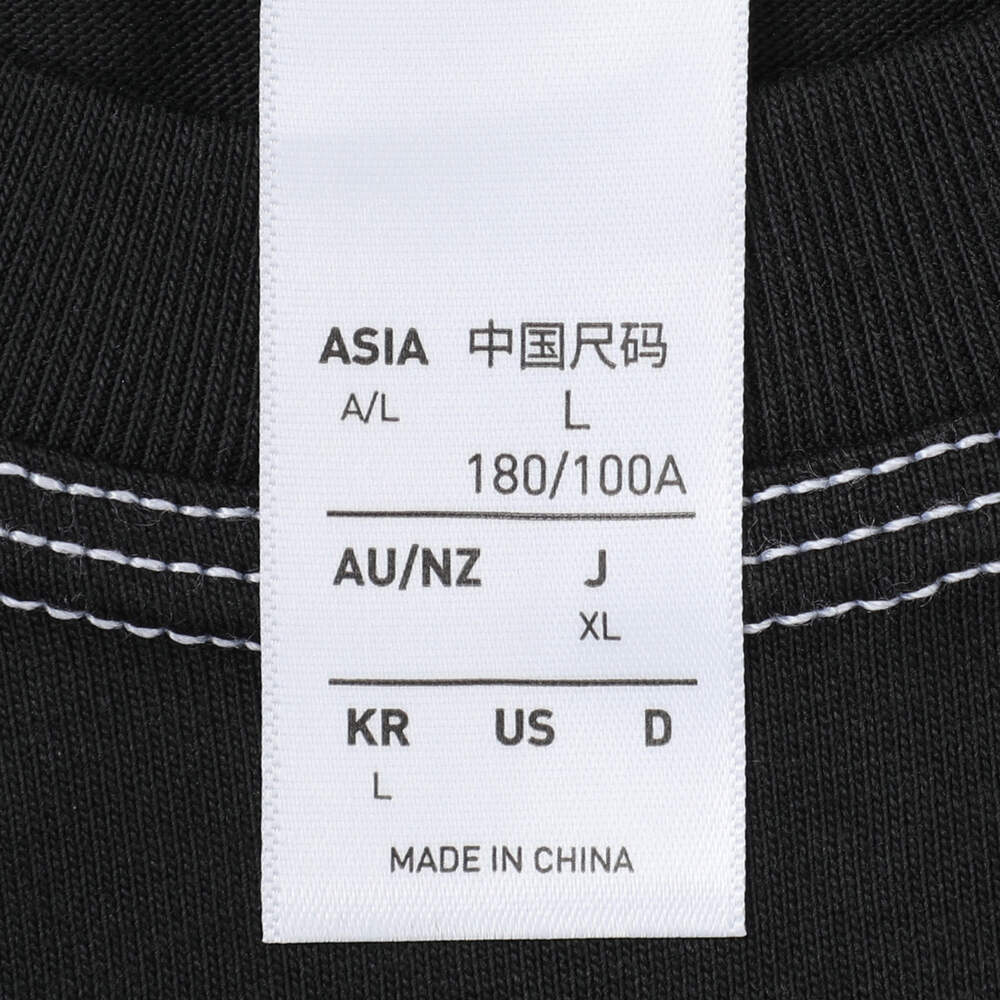 ASIA 中国尺码
A/L L
180/100A
AU/NZ J
XL
KR US D
L
MADE IN CHINA